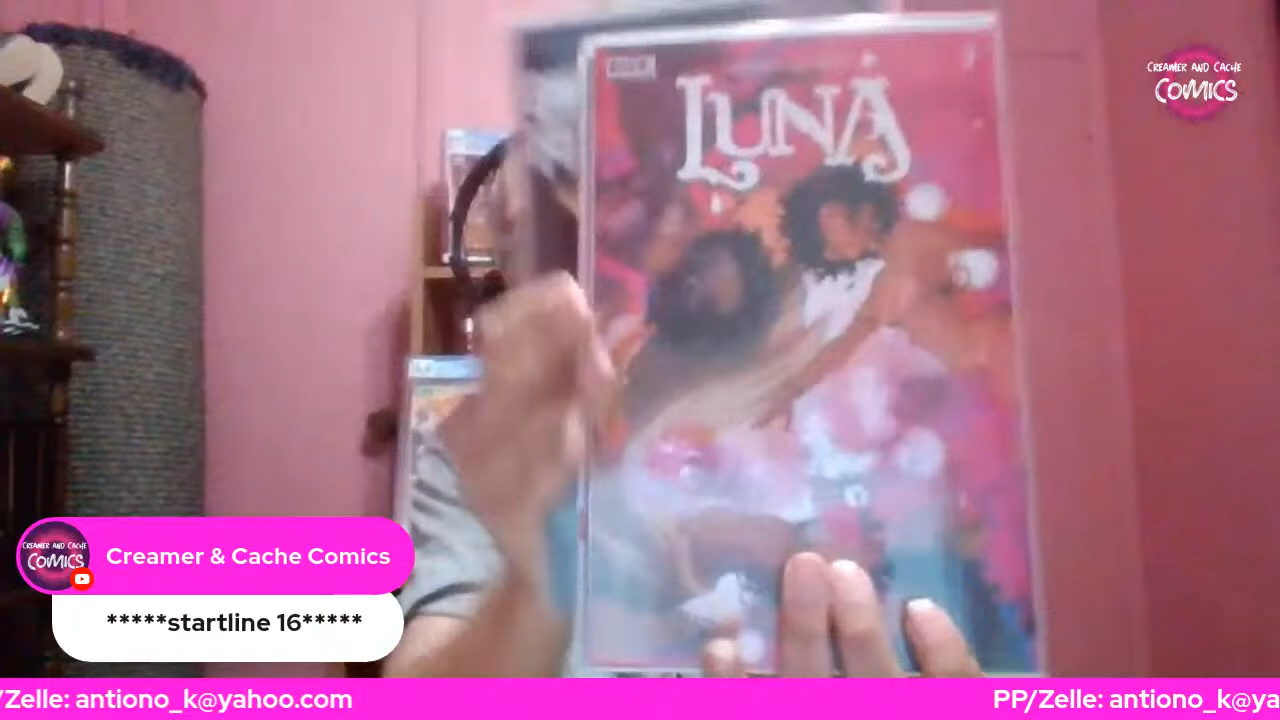 LUNA
CREAMER AND CACHE
COMICS
CREAMER AND CACHE
COMICS
Creamer & Cache Comics
*****startline 16*****
/Zelle: antiono_k@yahoo.com
PP/Zelle: antiono_k@ya